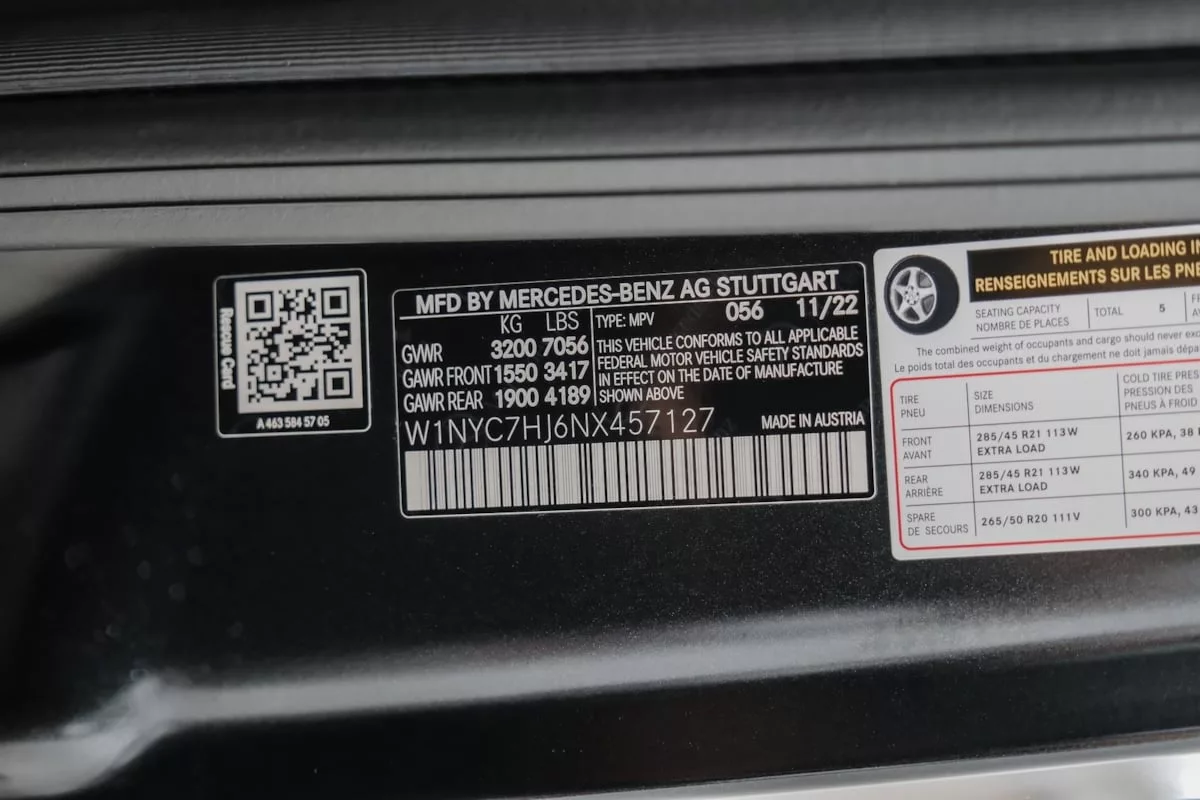 Rescue Card
A 463 584 57 05
MFD BY MERCEDES-BENZ AG STUTTGART
KG LBS
GVWR 3200 7056
GAWR FRONT 1550 3417
GAWR REAR 1900 4189
TYPE: MPV 056 11/22
THIS VEHICLE CONFORMS TO ALL APPLICABLE
FEDERAL MOTOR VEHICLE SAFETY STANDARDS
IN EFFECT ON THE DATE OF MANUFACTURE
SHOWN ABOVE
W1NYC7HJ6NX457127 MADE IN AUSTRIA
TIRE AND LOADING
RENSEIGNEMENTS SUR LES
SEATING CAPACITY
NOMBRE DE PLACES
TOTAL 5
The combined weight of occupants and cargo should never
Le poids total des occupants et du chargement ne doit jamais
TIRE
PNEU
SIZE
DIMENSIONS
COLD TIRE
PRESSION DES
PNEUS À FROID
FRONT
AVANT
285/45 R21 113W
EXTRA LOAD
260 KPA, 38
REAR
ARRIÈRE
285/45 R21 113W
EXTRA LOAD
340 KPA, 49
SPARE
DE SECOURS
265/50 R20 111V
300 KPA, 43